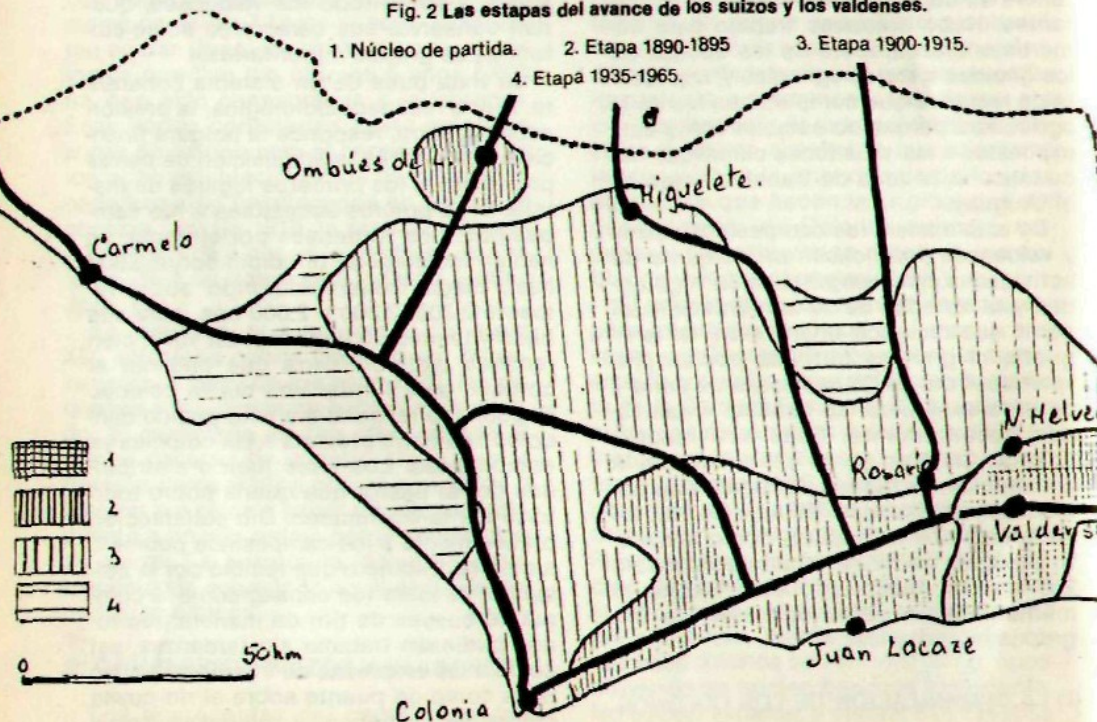 Fig. 2 Las estapas del avance de los suizos y los valdenses.
1. Núcleo de partida. 2. Etapa 1890-1895 3. Etapa 1900-1915.
4. Etapa 1935-1965.
Ombúes de L
Higuelete.
Carmelo
N. Helve
Rosario
Valdens
1
2
3
4
0 50km.
Juan Lacaze
Colonia